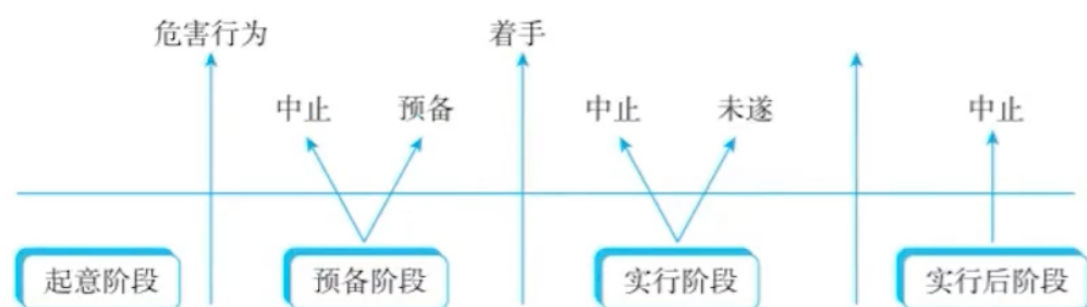 危害行为
着手
中止
预备
中止
未遂
中止
起意阶段
预备阶段
实行阶段
实行后阶段